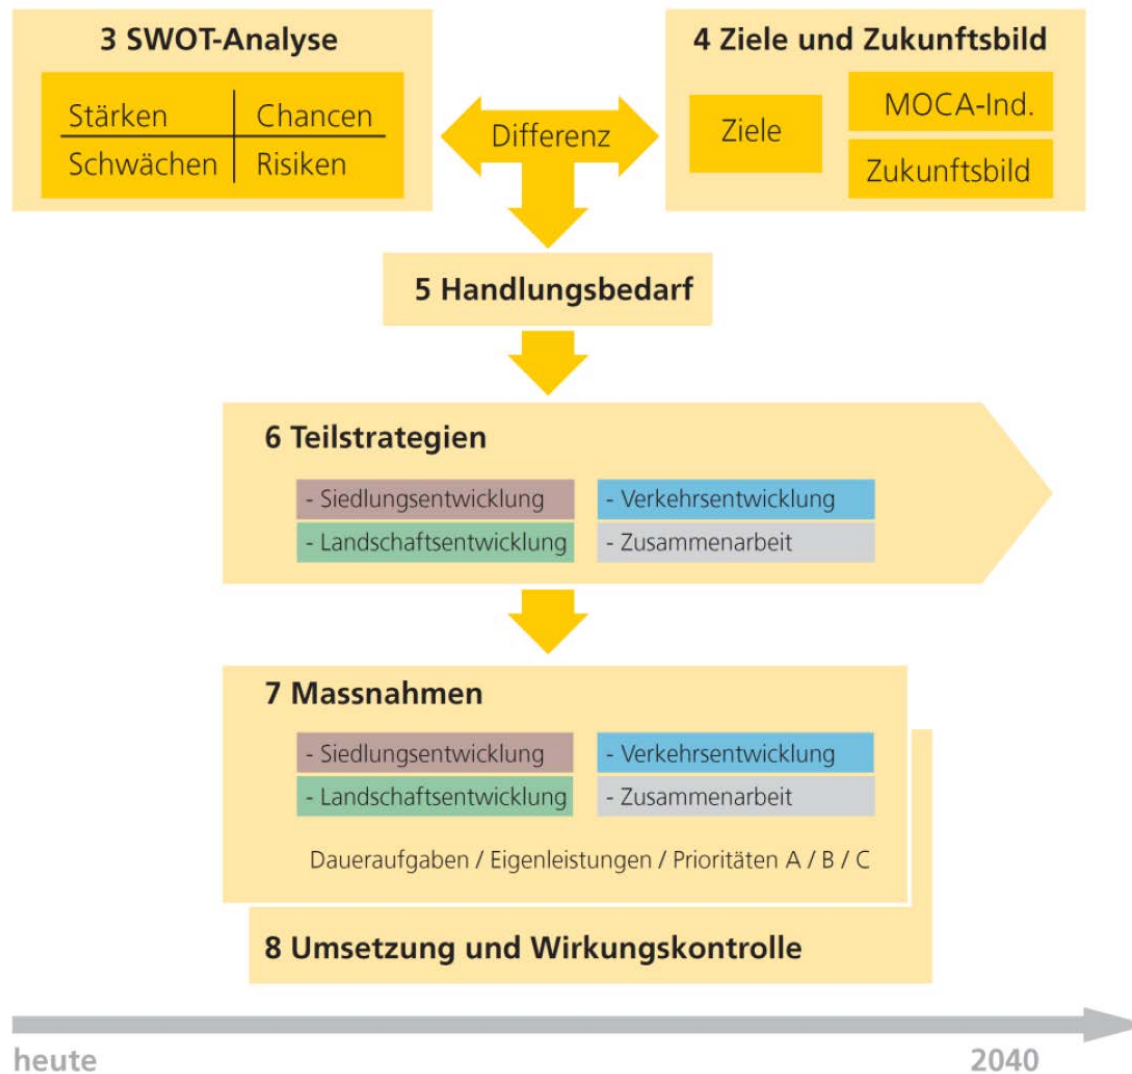 3 SWOT-Analyse
Stärken Chancen
Schwächen Risiken
Differenz
4 Ziele und Zukunftsbild
Ziele
MOCA-Ind.
Zukunftsbild
5 Handlungsbedarf
6 Teilstrategien
- Siedlungsentwicklung
- Verkehrsentwicklung
- Landschaftsentwicklung
- Zusammenarbeit
7 Massnahmen
- Siedlungsentwicklung
- Verkehrsentwicklung
- Landschaftsentwicklung
- Zusammenarbeit
Daueraufgaben / Eigenleistungen / Prioritäten A / B / C
8 Umsetzung und Wirkungskontrolle
heute
2040